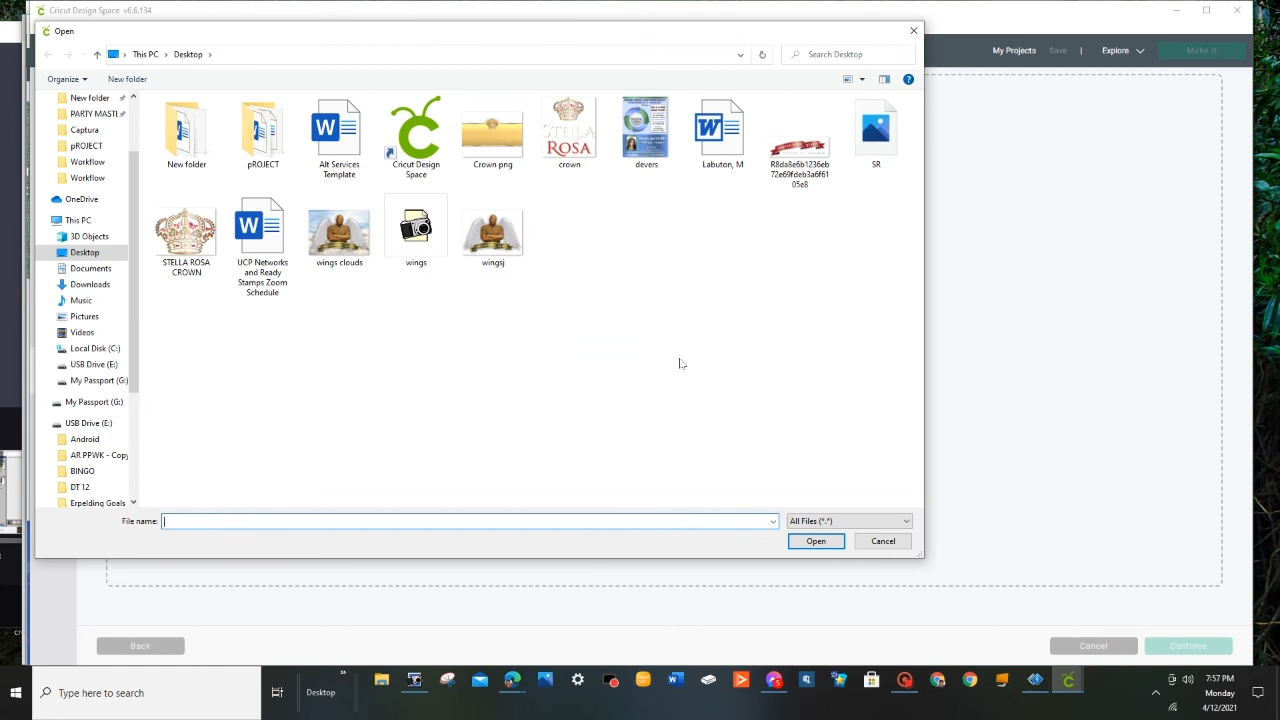 Cricut Design Space v6.6.134
Open
This PC > Desktop >
Search Desktop
My Projects Save | Explore Make It
Organize New folder
New folder
PARTY MASTI
Captura
pROJECT
Workflow
Workflow
OneDrive
This PC
3D Objects
Desktop
Documents
Downloads
Music
Pictures
Videos
Local Disk (C:)
USB Drive (E:)
My Passport (G:)
My Passport (G:)
USB Drive (E:)
Android
AR PPWK - Copy
BINGO
DT 12
Erpelding Goals
New folder
pROJECT
Alt Services
Template
Cricut Design
Space
Crown png
STELLA
ROSA
crown
devers
Labuton, M
R8da8e6b1236eb
72e69fdeb3a6f61
05e8
SR
STELLA ROSA
CROWN
UCP Networks
and Ready
Stamps Zoom
Schedule
wings clouds
wings
wingsj
File name:
All Files (*.*)
Open Cancel
Back
Cancel Continue
Type here to search
Desktop
7:57 PM
Monday
4/12/2021